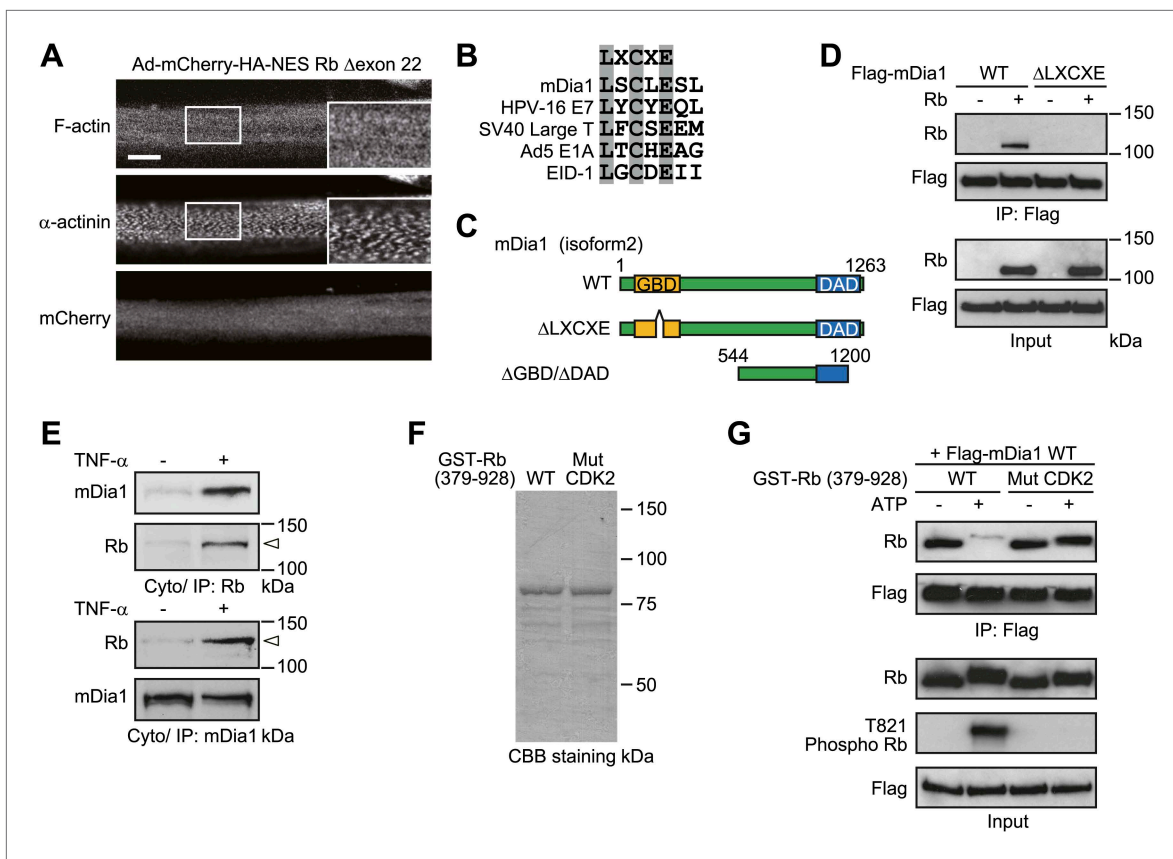 A
Ad-mCherry-HA-NES Rb Δexon 22
F-actin
α-actinin
mCherry
B
LXCXE
mDia1 LSCLESL
HPV-16 E7 LYCYEQL
SV40 Large T LFCSEEM
Ad5 E1A LTCHEAG
EID-1 LGCDEII
C
mDia1 (isoform2)
1 1263
WT GBD DAD
ΔLXCXE DAD
544 1200
ΔGBD/ΔDAD
D
Flag-mDia1 WT ΔLXCXE
Rb - + - +
150
Rb
100
Flag
IP: Flag
150
Rb
100
Flag
Input kDa
E
TNF-α - +
mDia1
150
Rb
100
Cyto/ IP: Rb kDa
TNF-α - +
150
Rb
100
mDia1
Cyto/ IP: mDia1 kDa
F
GST-Rb (379-928) WT Mut CDK2
150
100
75
50
CBB staining kDa
G
+ Flag-mDia1 WT
GST-Rb (379-928) WT Mut CDK2
ATP - + - +
Rb
Flag
IP: Flag
Rb
T821
Phospho Rb
Flag
Input